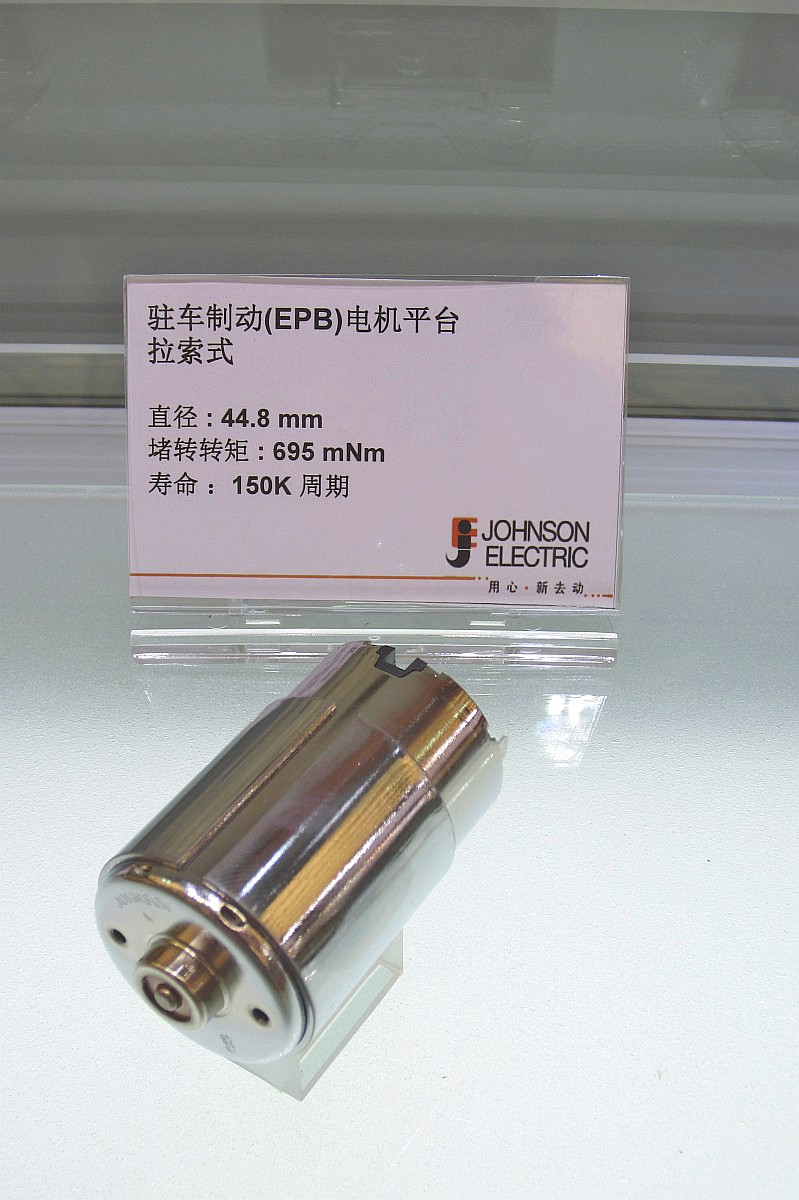 驻车制动(EPB)电机平台
拉索式
直径 : 44.8 mm
堵转转矩 : 695 mNm
寿命 : 150K 周期
JOHNSON
ELECTRIC
用心·新去动
JOHNSON